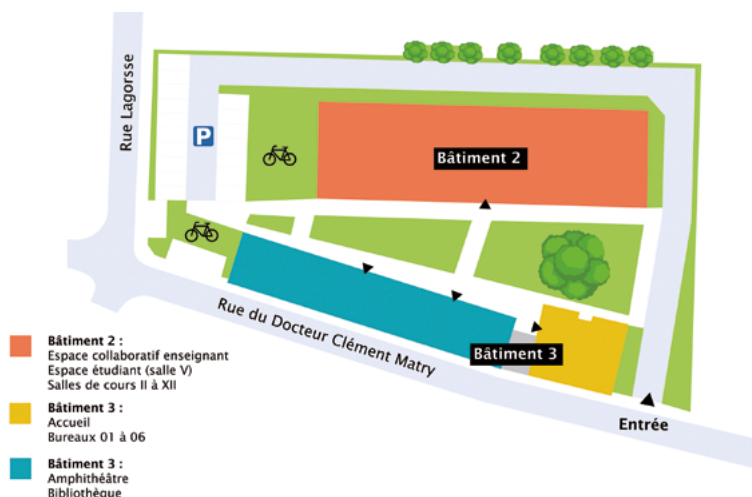 Rue Lagorsse
P
Bâtiment 2
Rue du Docteur Clément Matry
Bâtiment 3
Entrée
Bâtiment 2 :
Espace collaboratif enseignant
Espace étudiant (salle V)
Salles de cours II à XII
Bâtiment 3 :
Accueil
Bureaux 01 à 06
Bâtiment 3 :
Amphithéâtre
Bibliothèque